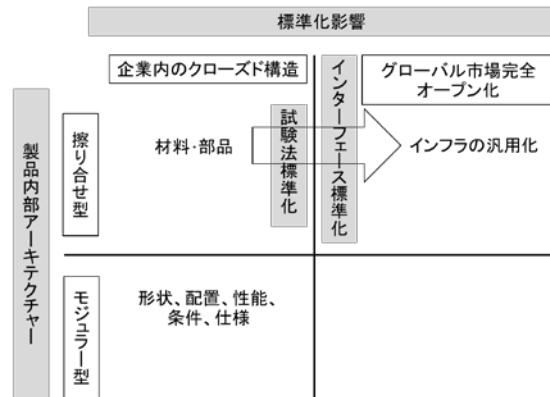 標準化影響
企業内のクローズド構造
グローバル市場完全
オープン化
インターフェース標準化
試験法標準化
製品内部アーキテクチャー
擦り合せ型
材料・部品
インフラの汎用化
モジュラー型
形状、配置、性能、
条件、仕様